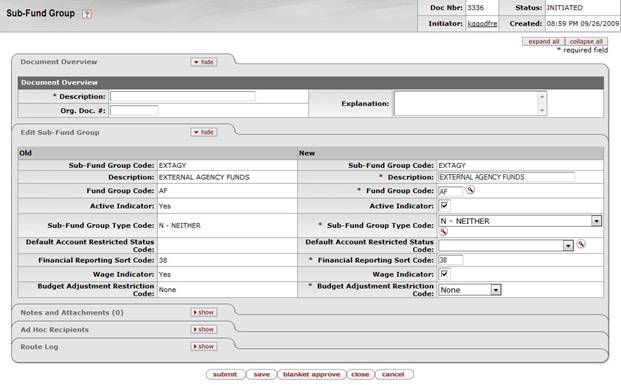 Sub-Fund Group ?
Doc Nbr: 3336 Status: INITIATED
Initiator: kqgodfre Created: 08:59 PM 09/26/2009
expand all collapse all
* required field
Document Overview hide
Document Overview
* Description: Explanation:
Org. Doc. #:
Edit Sub-Fund Group hide
Old New
Sub-Fund Group Code: EXTAGY Sub-Fund Group Code: EXTAGY
Description: EXTERNAL AGENCY FUNDS * Description: EXTERNAL AGENCY FUNDS
Fund Group Code: AF * Fund Group Code: AF
Active Indicator: Yes Active Indicator:
Sub-Fund Group Type Code: N - NEITHER * Sub-Fund Group Type Code: N - NEITHER
Default Account Restricted Status Code: Default Account Restricted Status Code:
Financial Reporting Sort Code: 38 * Financial Reporting Sort Code: 38
Wage Indicator: Yes Wage Indicator:
Budget Adjustment Restriction Code: None * Budget Adjustment Restriction Code: None
Notes and Attachments (0) show
Ad Hoc Recipients show
Route Log show
submit save blanket approve close cancel